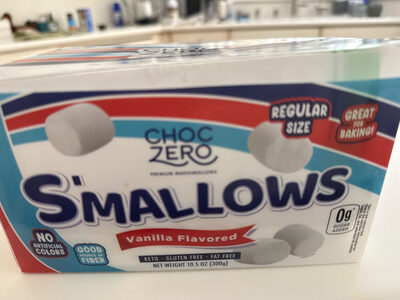 REGULAR
SIZE
GREAT
FOR
BAKING!
CHOC
ZERO
PREMIUM MARSHMALLOWS
S'MALLOWS
Vanilla Flavored
NO
ARTIFICIAL
COLORS
GOOD
SOURCE OF
FIBER
0g
SUGAR
ADDED
KETO · GLUTEN FREE · FAT FREE
NET WEIGHT 10.5 OZ (300g)